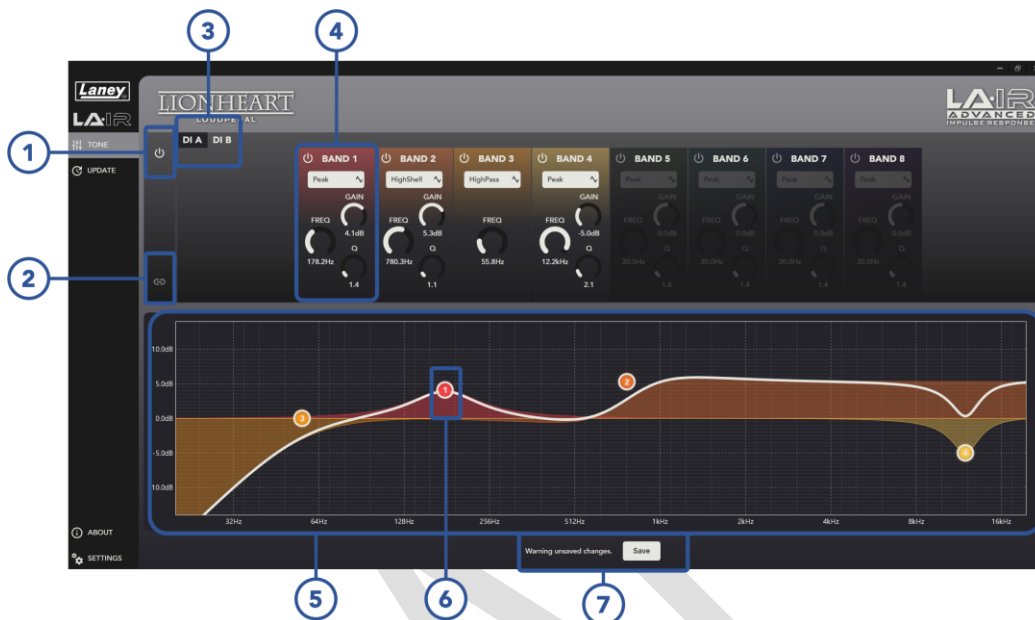 3
4
Laney
LA·IR
LIONHEART
LOUDPEDAL
LA·IR
ADVANCED
IMPULSE RESPONSE
1
TONE
UPDATE
DI A DI B
BAND 1 BAND 2 BAND 3 BAND 4 BAND 5 BAND 6 BAND 7 BAND 8
Peak HighShelf HighPass Peak Peak Peak Peak Peak
GAIN GAIN GAIN GAIN GAIN GAIN GAIN
FREQ FREQ FREQ FREQ FREQ FREQ FREQ FREQ
4.1dB 5.3dB -5.0dB 0.0dB 0.0dB 0.0dB 0.0dB
Q Q Q Q Q Q Q
178.2Hz 780.3Hz 55.8Hz 12.2kHz 20.0Hz 20.0Hz 20.0Hz 20.0Hz
1.4 1.1 2.1 1.4 1.4 1.4 1.4
2
10.0dB
5.0dB
0.0dB
-5.0dB
10.0dB
1
2
3
4
32Hz 64Hz 128Hz 256Hz 512Hz 1kHz 2kHz 4kHz 8kHz 16kHz
ABOUT
SETTINGS
Warning unsaved changes. Save
5
6
7